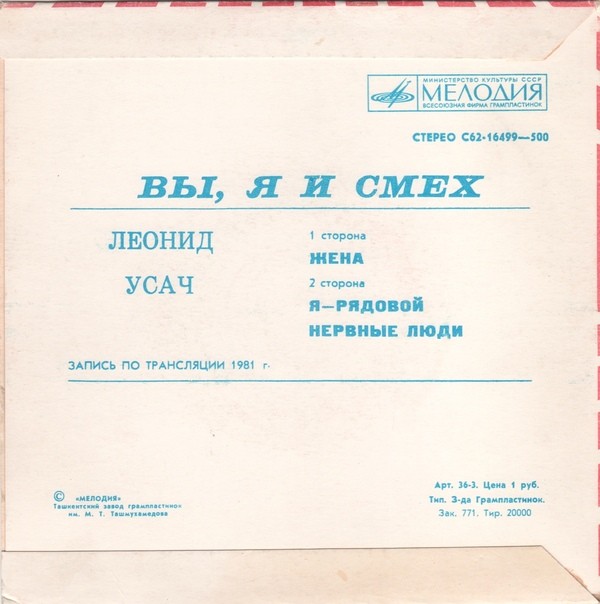 МИНИСТЕРСТВО КУЛЬТУРЫ СССР
МЕЛОДИЯ
ВСЕСОЮЗНАЯ ФИРМА ГРАМПЛАСТИНОК
СТЕРЕО С62-16499—500
ВЫ, Я И СМЕХ
ЛЕОНИД
УСАЧ
1 сторона
ЖЕНА
2 сторона
Я—РЯДОВОЙ
НЕРВНЫЕ ЛЮДИ
ЗАПИСЬ ПО ТРАНСЛЯЦИИ 1981 г.
© «МЕЛОДИЯ»
Ташкентский завод грампластинок
им. М. Т. Ташмухамедова
Арт. 36-3. Цена 1 руб.
Тип. З-да Грампластинок.
Зак. 771. Тир. 20000